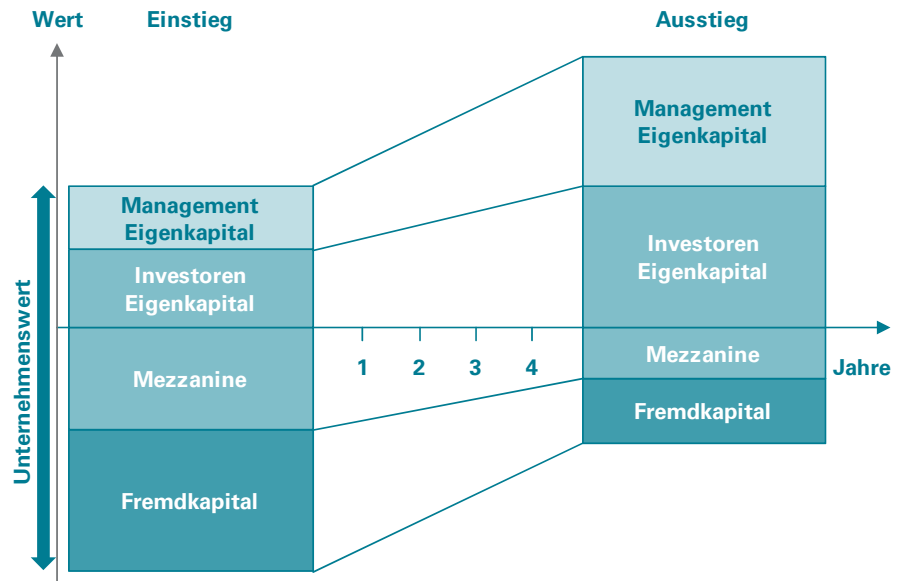 Wert
Einstieg
Ausstieg
Unternehmenswert
Management
Eigenkapital
Investoren
Eigenkapital
Mezzanine
Fremdkapital
1
2
3
4
Management
Eigenkapital
Investoren
Eigenkapital
Mezzanine
Fremdkapital
Jahre